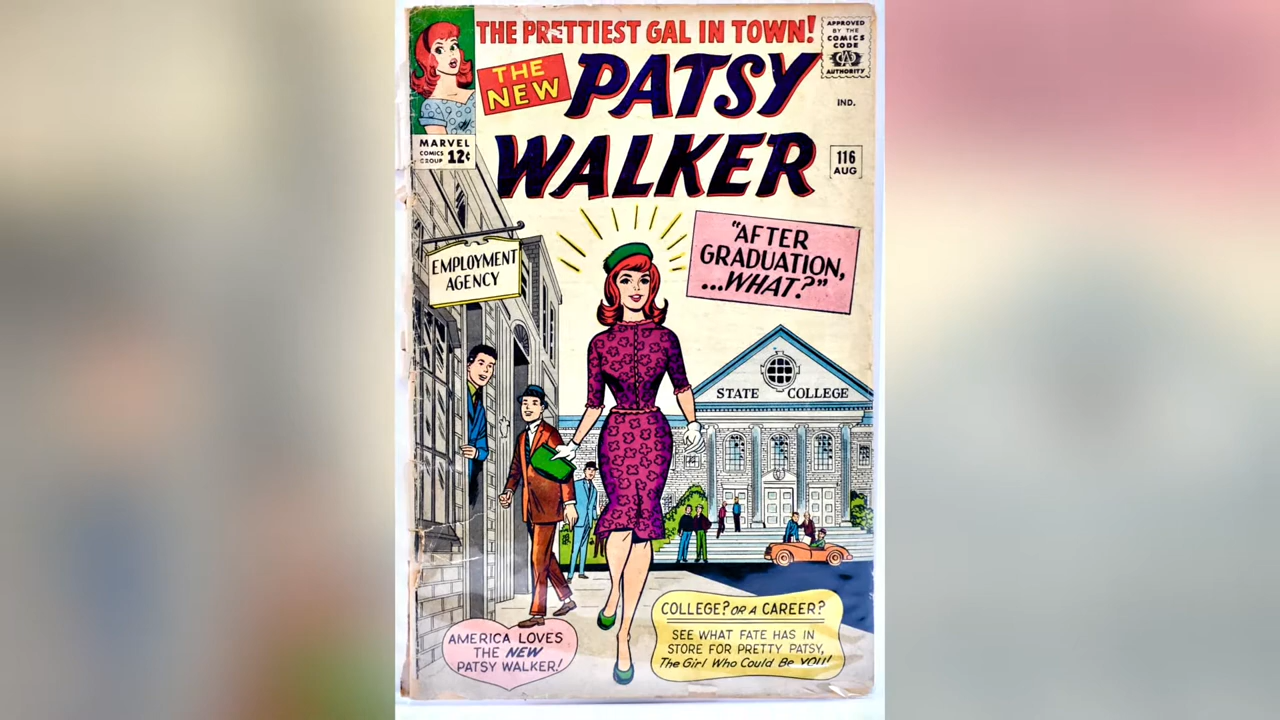 THE PRETTIEST GAL IN TOWN!
APPROVED
BY THE
COMICS
CODE
CA
AUTHORITY
THE
NEW
PATSY
WALKER
IND.
MARVEL
COMICS
GROUP 12¢
116
AUG
"AFTER
GRADUATION,
...WHAT?"
EMPLOYMENT
AGENCY
STATE COLLEGE
COLLEGE? OR A CAREER?
SEE WHAT FATE HAS IN
STORE FOR PRETTY PATSY,
The Girl Who Could Be YOU!
AMERICA LOVES
THE NEW
PATSY WALKER!